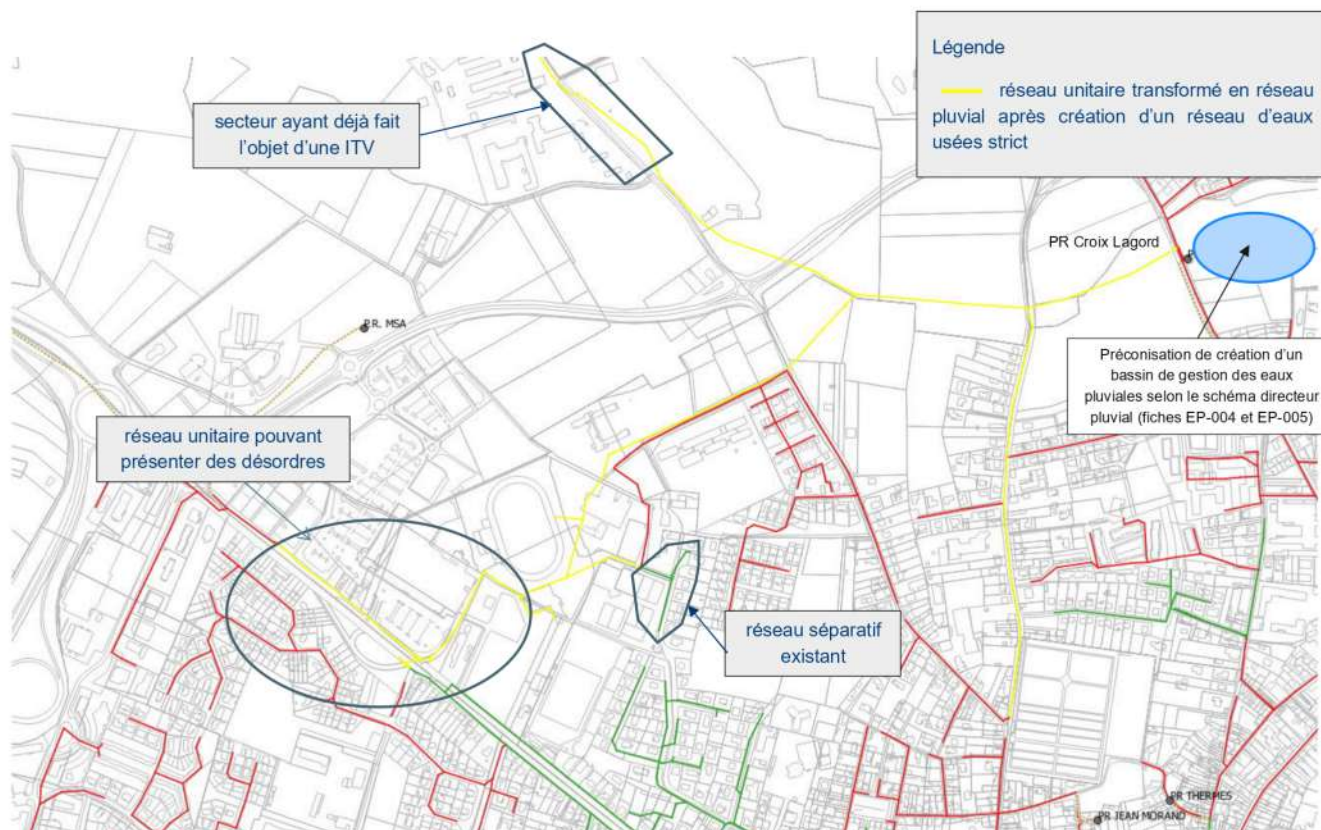 Légende
réseau unitaire transformé en réseau
pluvial après création d'un réseau d'eaux
usées strict
secteur ayant déjà fait
l'objet d'une ITV
PR Croix Lagord
P.R. MSA
Préconisation de création d'un
bassin de gestion des eaux
pluviales selon le schéma directeur
pluvial (fiches EP-004 et EP-005)
réseau unitaire pouvant
présenter des désordres
réseau séparatif
existant
PR THERMES
PR JEAN MORAND